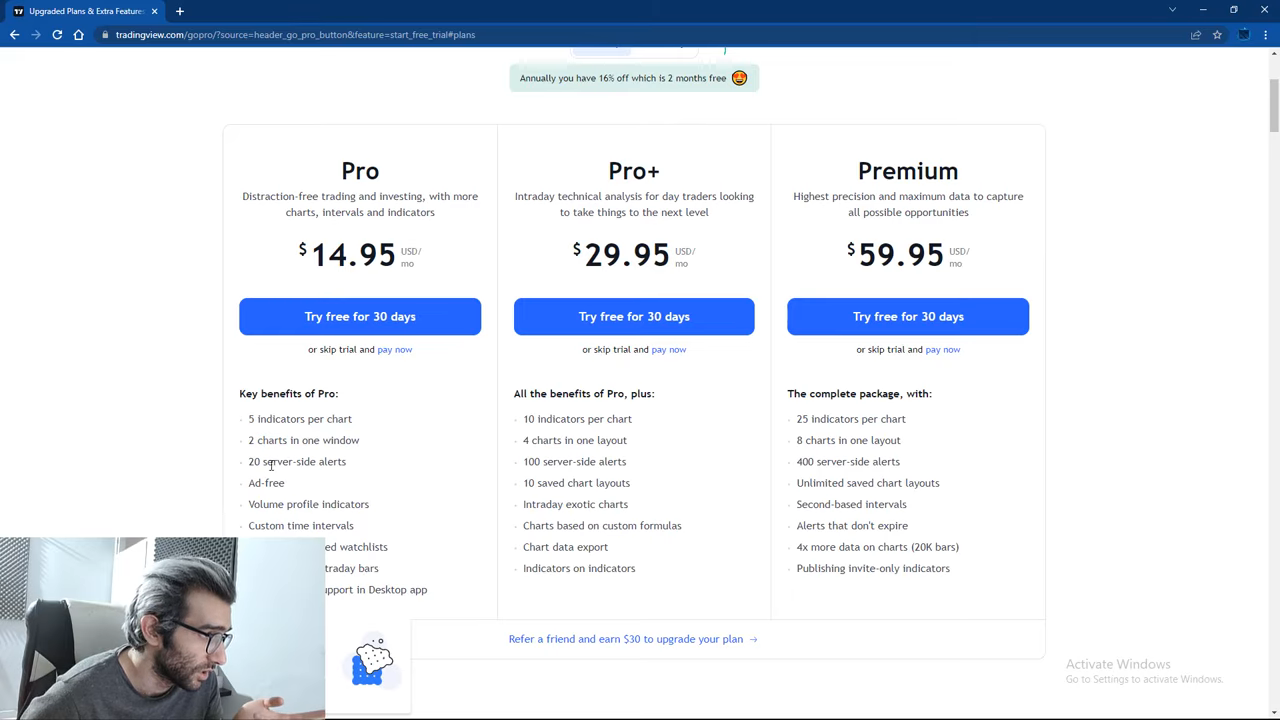 Upgraded Plans & Extra Feature
tradingview.com/gopro/?source=header_go_pro_button&feature=start_free_trial#plans
Annually you have 16% off which is 2 months free
Pro
Distraction-free trading and investing, with more
charts, intervals and indicators
$14.95 USD/
mo
Try free for 30 days
or skip trial and pay now
Key benefits of Pro:
5 indicators per chart
2 charts in one window
20 server-side alerts
Ad-free
Volume profile indicators
Custom time intervals
ed watchlists
traday bars
upport in Desktop app
Pro+
Intraday technical analysis for day traders looking
to take things to the next level
$29.95 USD/
mo
Try free for 30 days
or skip trial and pay now
All the benefits of Pro, plus:
10 indicators per chart
4 charts in one layout
100 server-side alerts
10 saved chart layouts
Intraday exotic charts
Charts based on custom formulas
Chart data export
Indicators on indicators
Premium
Highest precision and maximum data to capture
all possible opportunities
$59.95 USD/
mo
Try free for 30 days
or skip trial and pay now
The complete package, with:
25 indicators per chart
8 charts in one layout
400 server-side alerts
Unlimited saved chart layouts
Second-based intervals
Alerts that don't expire
4x more data on charts (20K bars)
Publishing invite-only indicators
Refer a friend and earn $30 to upgrade your plan →
Activate Windows
Go to Settings to activate Windows.